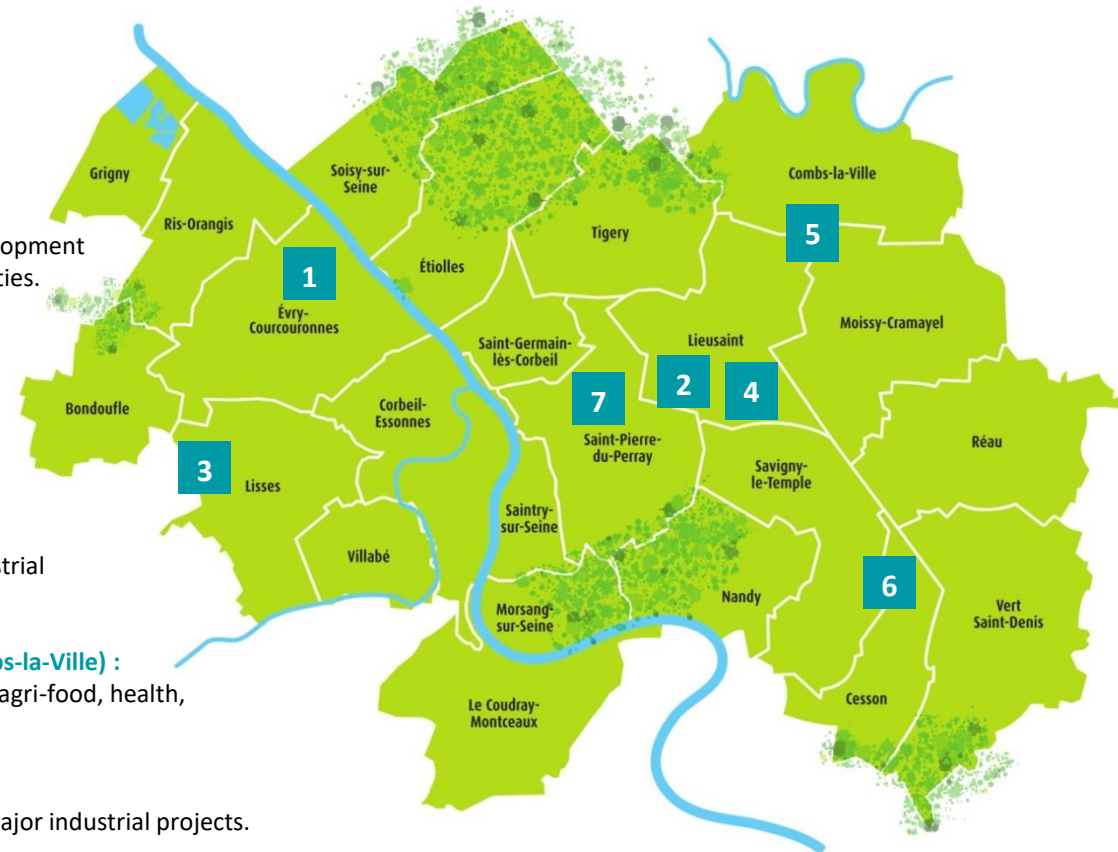 Grigny
Soisy-sur-
Seine
Combs-la-Ville
Ris-Orangis
Tigery
5
lopment
ties.
1
Étiolles
Évry-
Courcouronnes
Moissy-Cramayel
Saint-Germain-
lès-Corbeil
Lieusaint
2
4
7
Bondoufle
Corbeil-
Essonnes
Saint-Pierre-
du-Perray
Réau
3
Lisses
Savigny-
le-Temple
Saintry-
sur-Seine
Villabé
strial
6
Nandy
Morsang-
sur-Seine
Vert
Saint-Denis
bs-la-Ville) :
agri-food, health,
Le Coudray-
Montceaux
Cesson
ajor industrial projects.